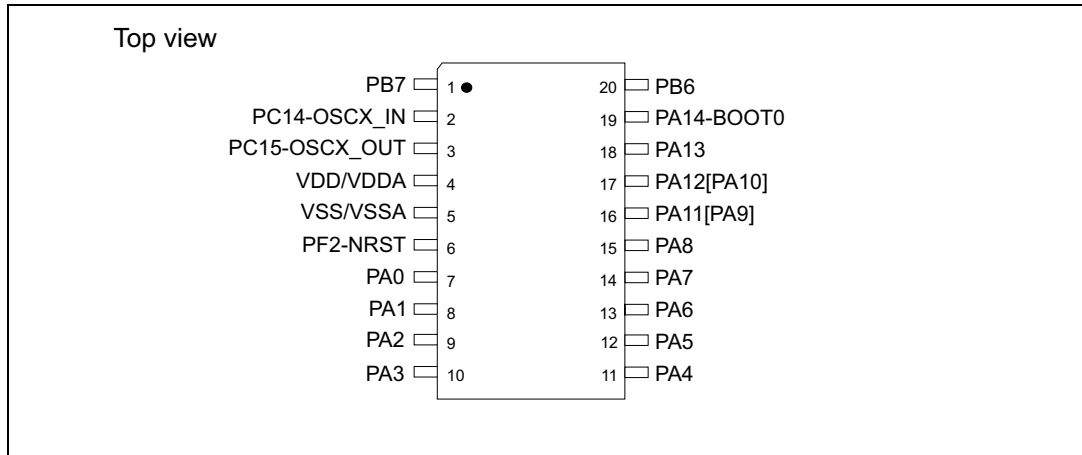 Top view
PB7 1 20 PB6
PC14-OSCX_IN 2 19 PA14-BOOT0
PC15-OSCX_OUT 3 18 PA13
VDD/VDDA 4 17 PA12[PA10]
VSS/VSSA 5 16 PA11[PA9]
PF2-NRST 6 15 PA8
PA0 7 14 PA7
PA1 8 13 PA6
PA2 9 12 PA5
PA3 10 11 PA4